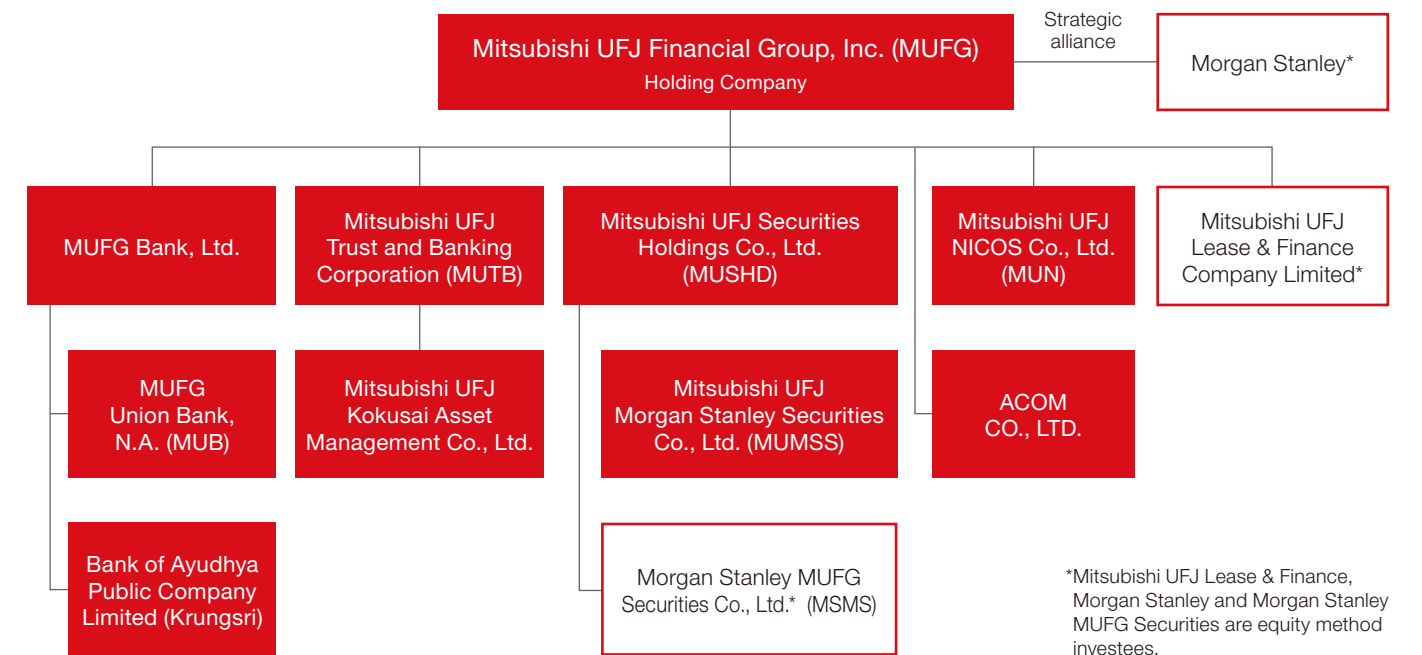 Mitsubishi UFJ Financial Group, Inc. (MUFG)
Holding Company
Strategic
alliance
Morgan Stanley*
MUFG Bank, Ltd.
Mitsubishi UFJ
Trust and Banking
Corporation (MUTB)
Mitsubishi UFJ Securities
Holdings Co., Ltd.
(MUSHD)
Mitsubishi UFJ
NICOS Co., Ltd.
(MUN)
Mitsubishi UFJ
Lease & Finance
Company Limited*
MUFG
Union Bank,
N.A. (MUB)
Mitsubishi UFJ
Kokusai Asset
Management Co., Ltd.
Mitsubishi UFJ
Morgan Stanley Securities
Co., Ltd. (MUMSS)
ACOM
CO., LTD.
Bank of Ayudhya
Public Company
Limited (Krungsri)
Morgan Stanley MUFG
Securities Co., Ltd.* (MSMS)
*Mitsubishi UFJ Lease & Finance,
Morgan Stanley and Morgan Stanley
MUFG Securities are equity method
investees.